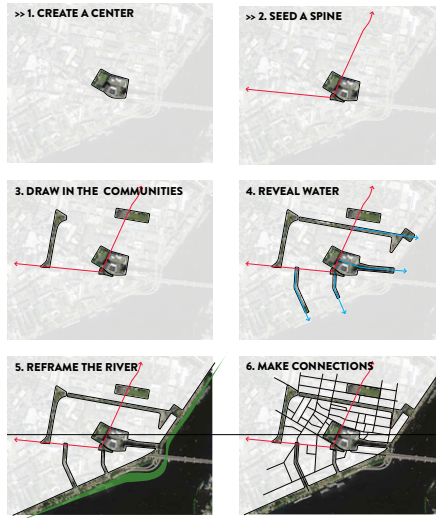 >> 1. CREATE A CENTER
>> 2. SEED A SPINE
3. DRAW IN THE COMMUNITIES
4. REVEAL WATER
5. REFRAME THE RIVER
6. MAKE CONNECTIONS